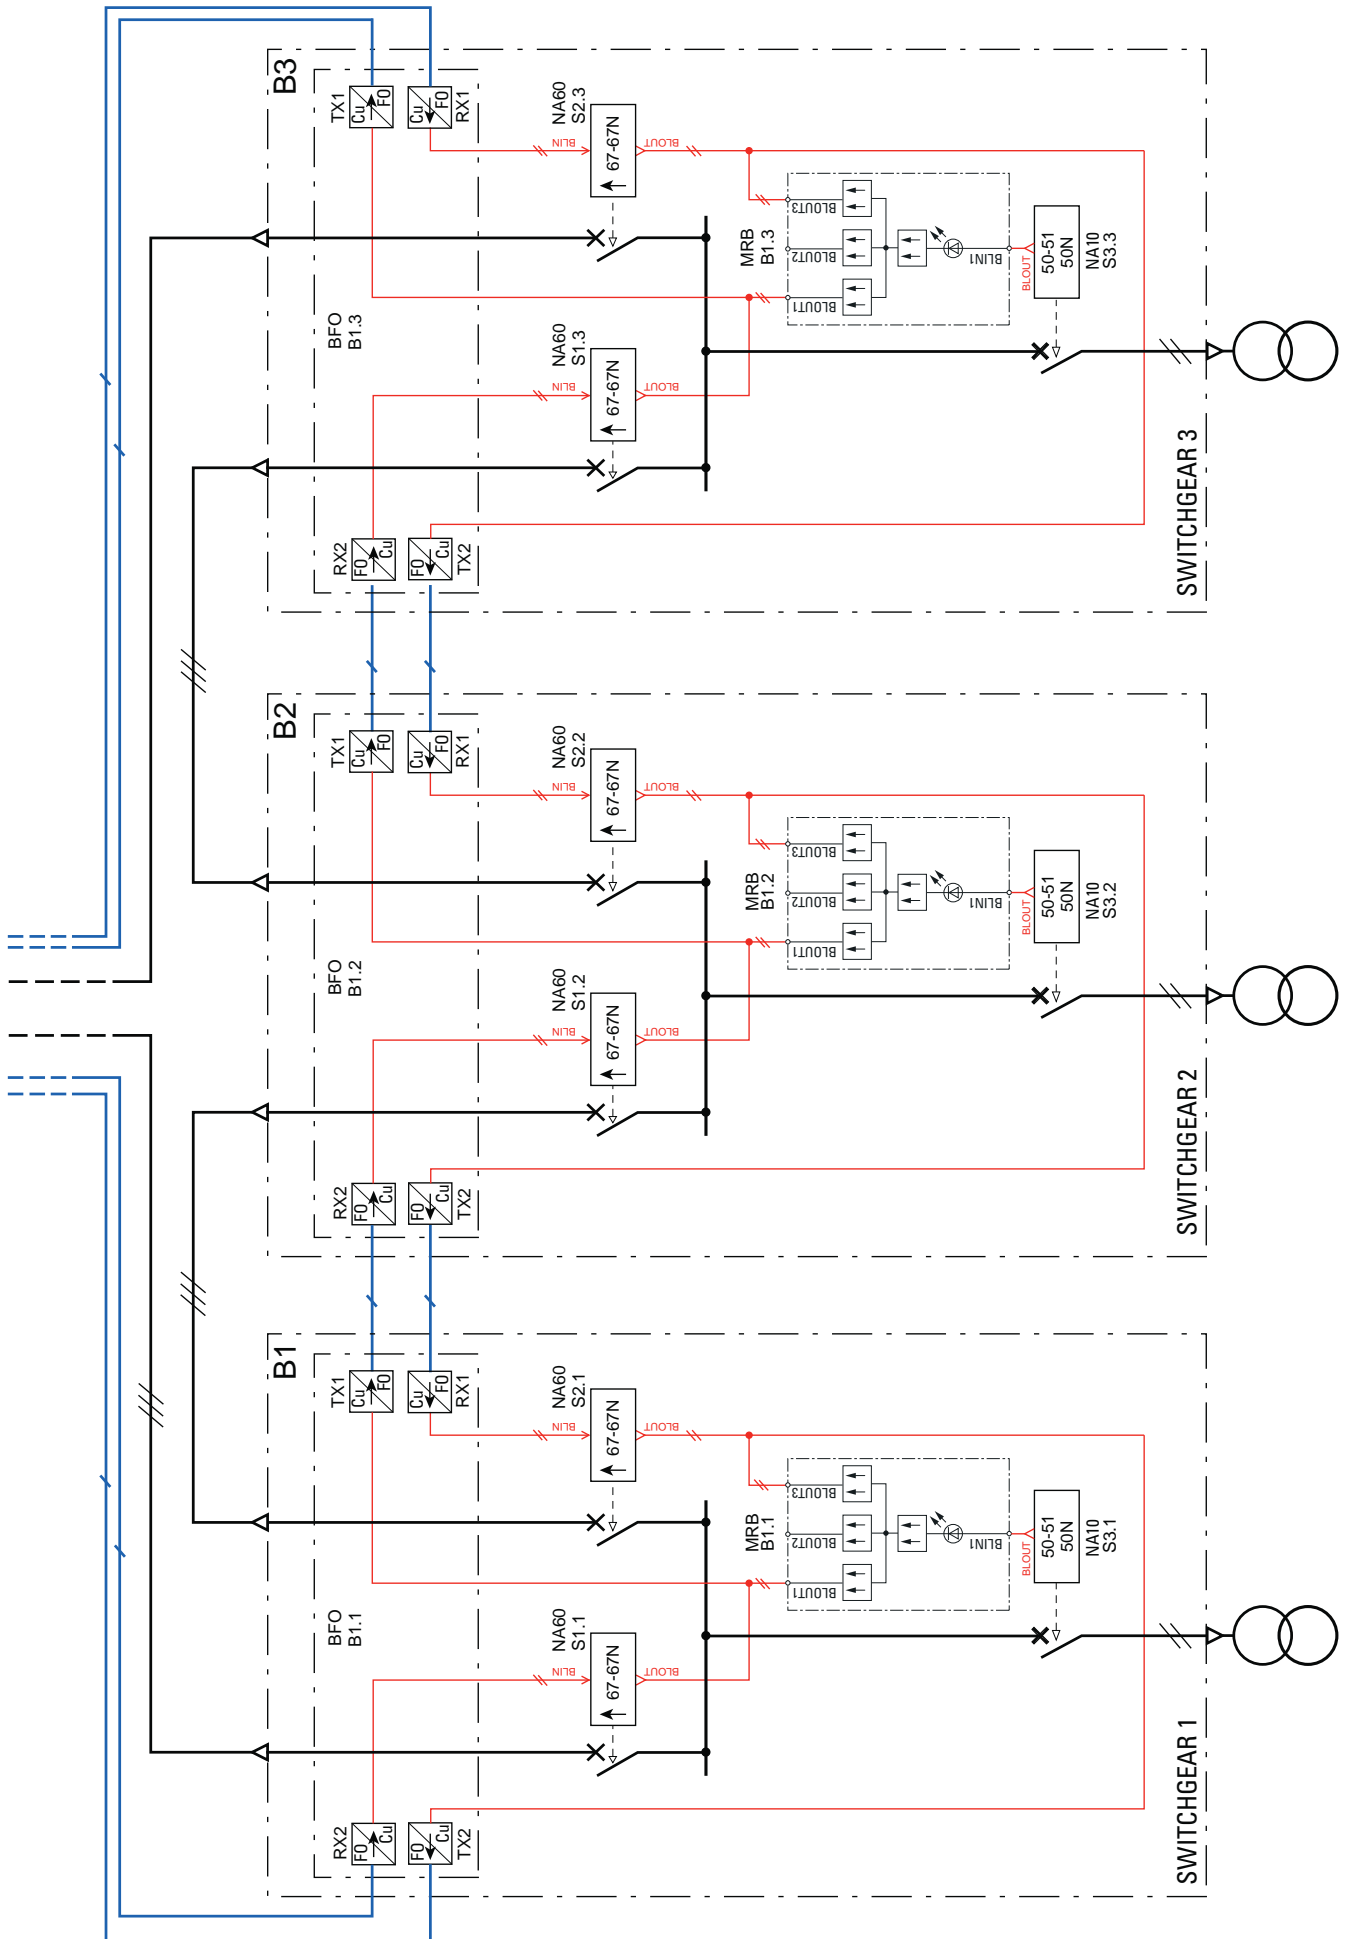 B1
RX2
FO
Cu
FO
Cu
TX2
BFO
B1.1
TX1
Cu
FO
Cu
FO
RX1
NA60
S1.1
BLIN
67-67N
BLOUT
NA60
S2.1
BLIN
67-67N
BLOUT
MRB
B1.1
BLOUT1
BLOUT2
BLOUT3
BLIN1
BLOUT
50-51
50N
NA10
S3.1
SWITCHGEAR 1
B2
RX2
FO
Cu
FO
Cu
TX2
BFO
B1.2
TX1
Cu
FO
Cu
FO
RX1
NA60
S1.2
BLIN
67-67N
BLOUT
NA60
S2.2
BLIN
67-67N
BLOUT
MRB
B1.2
BLOUT1
BLOUT2
BLOUT3
BLIN1
BLOUT
50-51
50N
NA10
S3.2
SWITCHGEAR 2
B3
RX2
FO
Cu
FO
Cu
TX2
BFO
B1.3
TX1
Cu
FO
Cu
FO
RX1
NA60
S1.3
BLIN
67-67N
BLOUT
NA60
S2.3
BLIN
67-67N
BLOUT
MRB
B1.3
BLOUT1
BLOUT2
BLOUT3
BLIN1
BLOUT
50-51
50N
NA10
S3.3
SWITCHGEAR 3